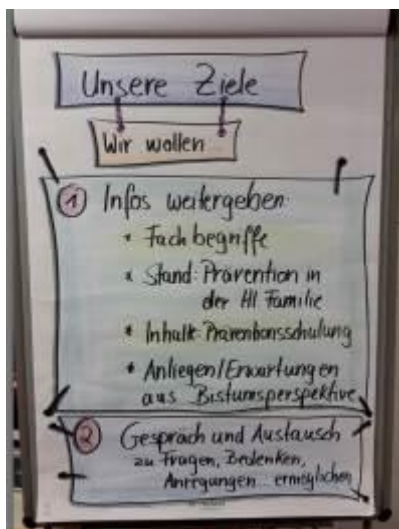 Unsere Ziele
Wir wollen...
1 Infos weitergeben:
* Fachbegriffe
* Stand: Prävention in
der Hl Familie
* Inhalt: Präventionsschulung
* Anliegen/Erwartungen
aus Bistumsperspektive
2 Gespräch und Austausch
zu Fragen, Bedenken,
Anregungen... ermöglichen